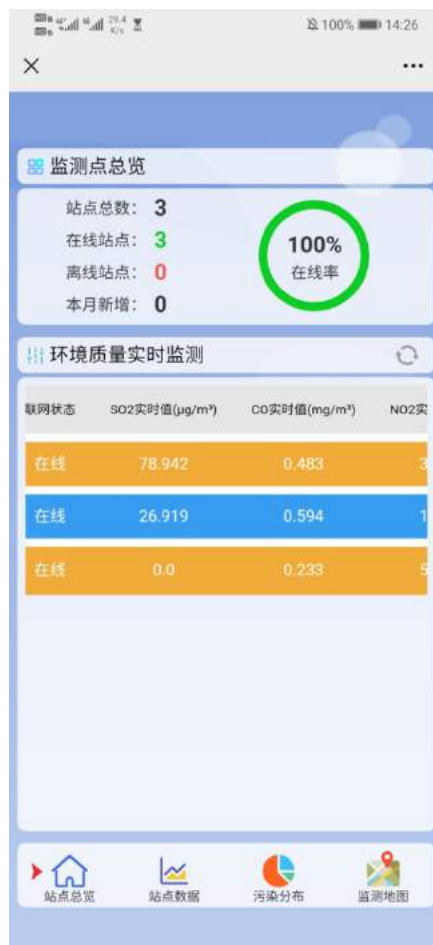 29.4
K/s
100% 14:26
监测点总览
站点总数： 3
在线站点： 3
离线站点： 0
本月新增： 0
100%
在线率
环境质量实时监测
联网状态 SO2实时值(μg/m³) CO实时值(mg/m³) NO2实
在线 78.942 0.483 3
在线 26.919 0.594 1
在线 0.0 0.233 5
站点总览 站点数据 污染分布 监测地图